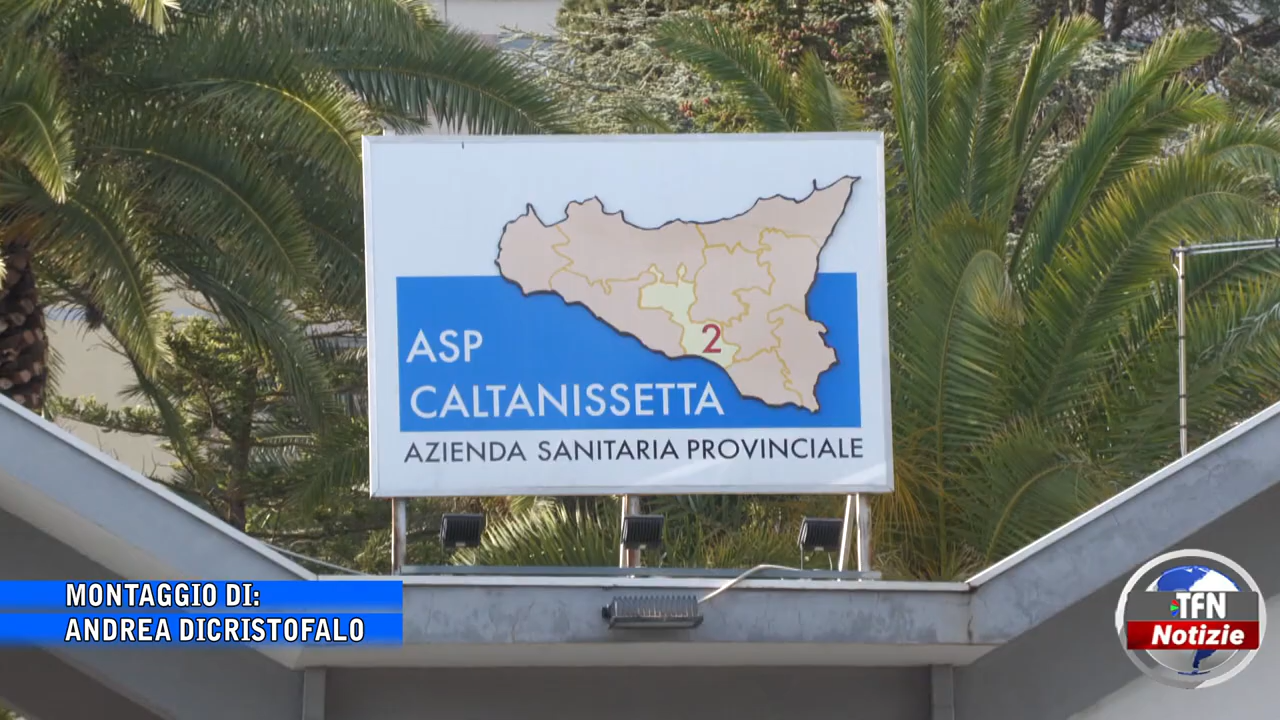 2
ASP
CALTANISSETTA
AZIENDA SANITARIA PROVINCIALE
MONTAGGIO DI:
ANDREA DICRISTOFALO
TFN
Notizie